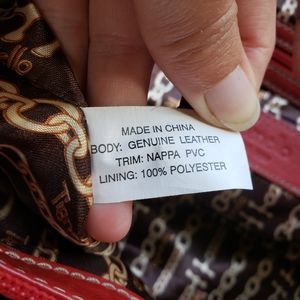 MADE IN CHINA
BODY: GENUINE LEATHER
TRIM: NAPPA PVC
LINING: 100% POLYESTER